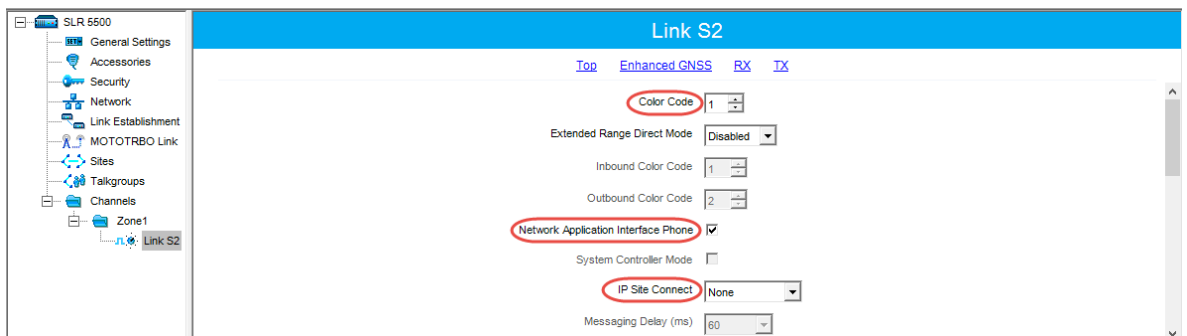 SLR 5500
General Settings
Accessories
Security
Network
Link Establishment
MOTOTRBO Link
Sites
Talkgroups
Channels
Zone1
Link S2
Link S2
Top Enhanced GNSS RX TX
Color Code 1
Extended Range Direct Mode Disabled
Inbound Color Code 1
Outbound Color Code 2
Network Application Interface Phone
System Controller Mode
IP Site Connect None
Messaging Delay (ms) 60